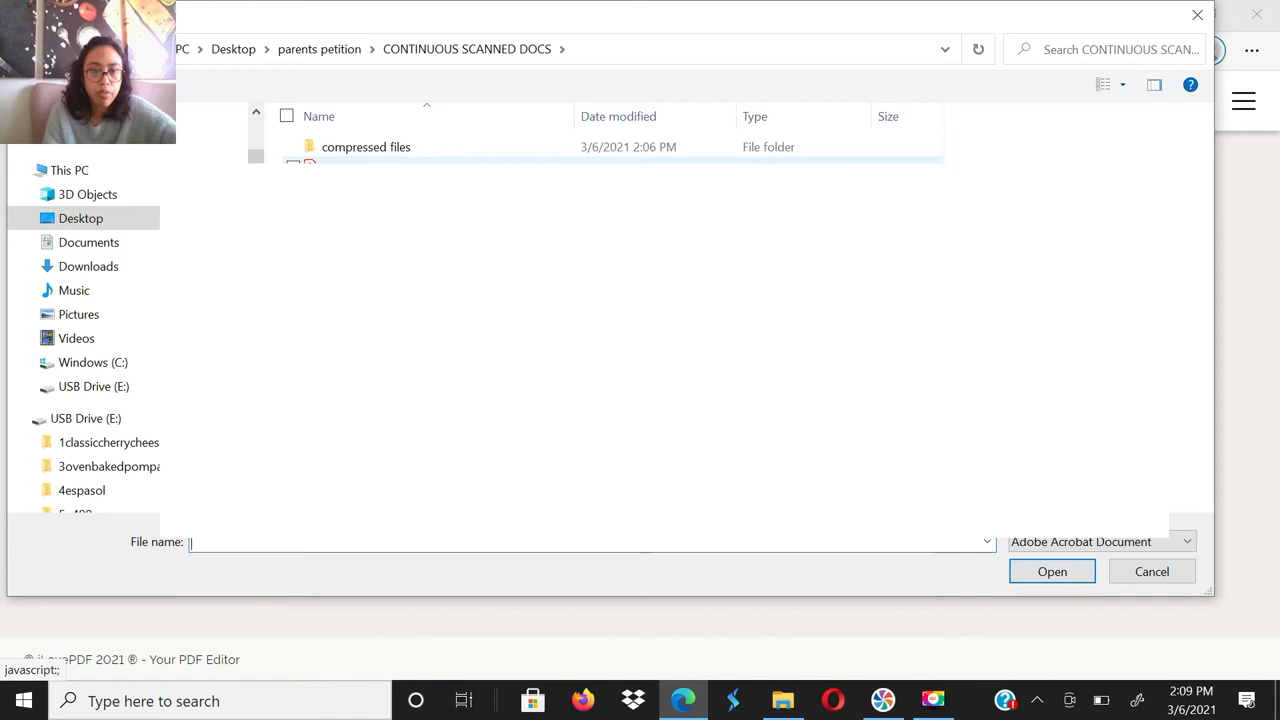 PC > Desktop > parents petition > CONTINUOUS SCANNED DOCS >
Search CONTINUOUS SCAN...
Name Date modified Type Size
compressed files 3/6/2021 2:06 PM File folder
This PC
3D Objects
Desktop
Documents
Downloads
Music
Pictures
Videos
Windows (C:)
USB Drive (E:)
USB Drive (E:)
1classiccherrychees
3ovenbakedpompa
4espasol
File name:
Adobe Acrobat Document
Open Cancel
© iLovePDF 2021 ® - Your PDF Editor
javascript:;
Type here to search
2:09 PM
3/6/2021